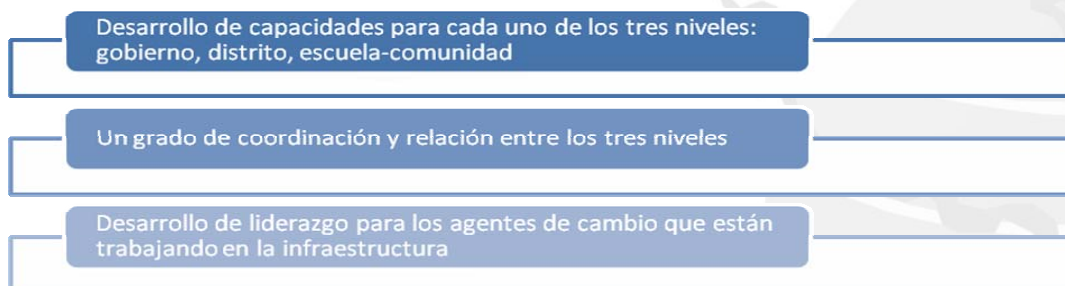 Desarrollo de capacidades para cada uno de los tres niveles:
gobierno, distrito, escuela-comunidad
Un grado de coordinación y relación entre los tres niveles
Desarrollo de liderazgo para los agentes de cambio que están
trabajando en la infraestructura